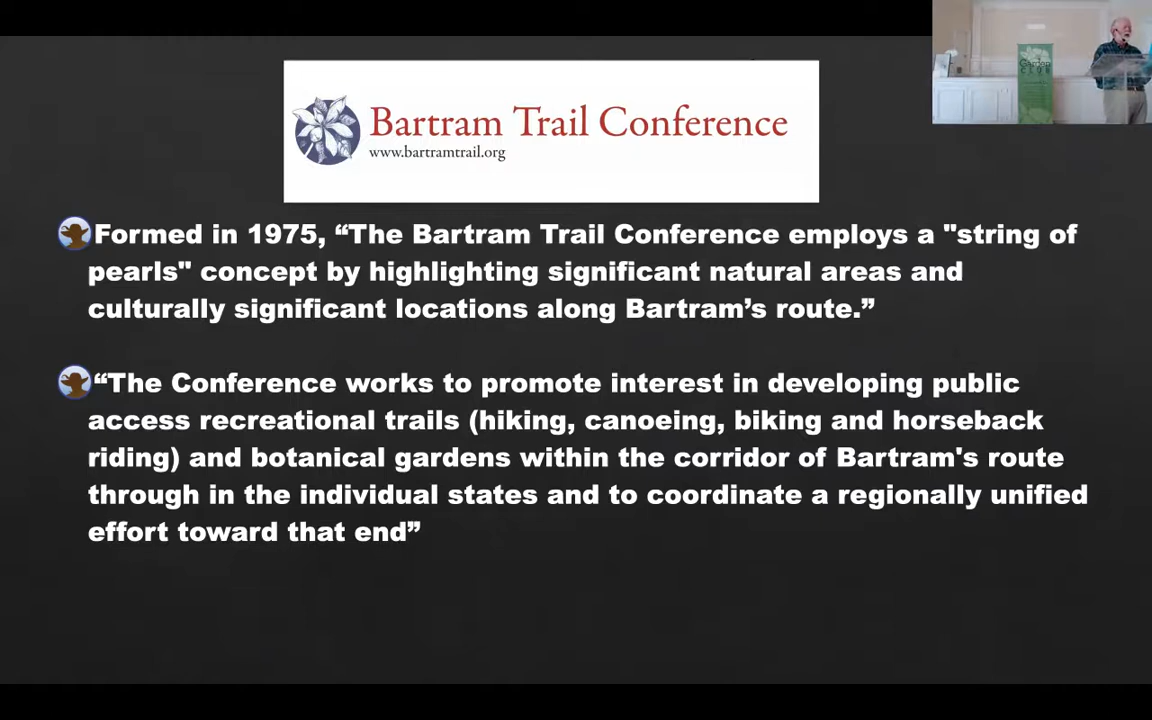 Garden
CLUB
Bartram Trail Conference
www.bartramtrail.org
Formed in 1975, “The Bartram Trail Conference employs a "string of
pearls" concept by highlighting significant natural areas and
culturally significant locations along Bartram’s route.”
“The Conference works to promote interest in developing public
access recreational trails (hiking, canoeing, biking and horseback
riding) and botanical gardens within the corridor of Bartram's route
through in the individual states and to coordinate a regionally unified
effort toward that end”